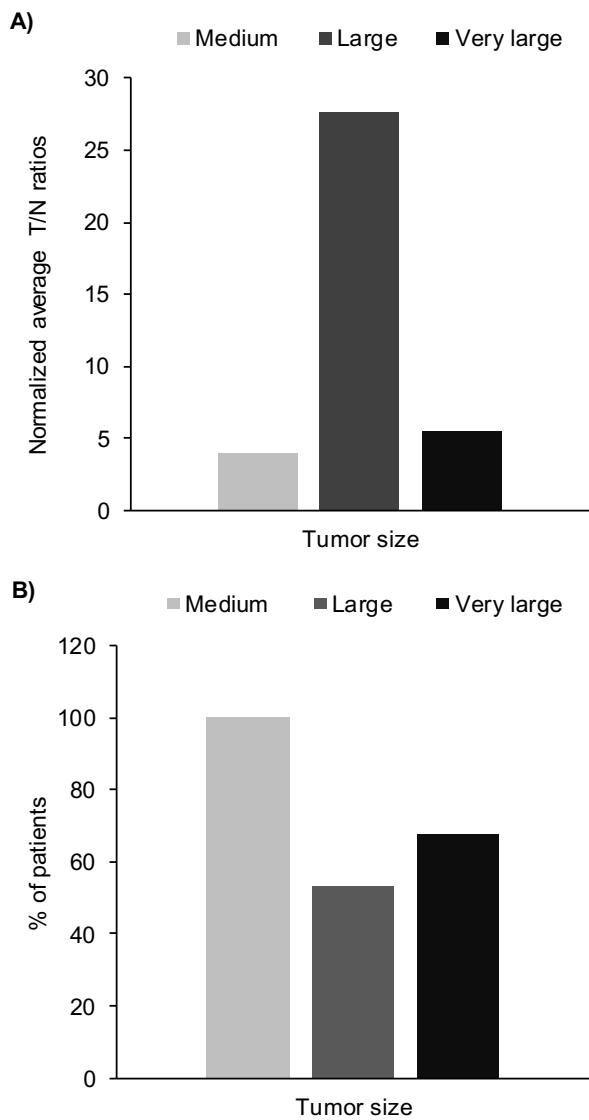 A)
Medium Large Very large
Normalized average T/N ratios
30
25
20
15
10
5
0
Tumor size
B)
Medium Large Very large
% of patients
120
100
80
60
40
20
0
Tumor size